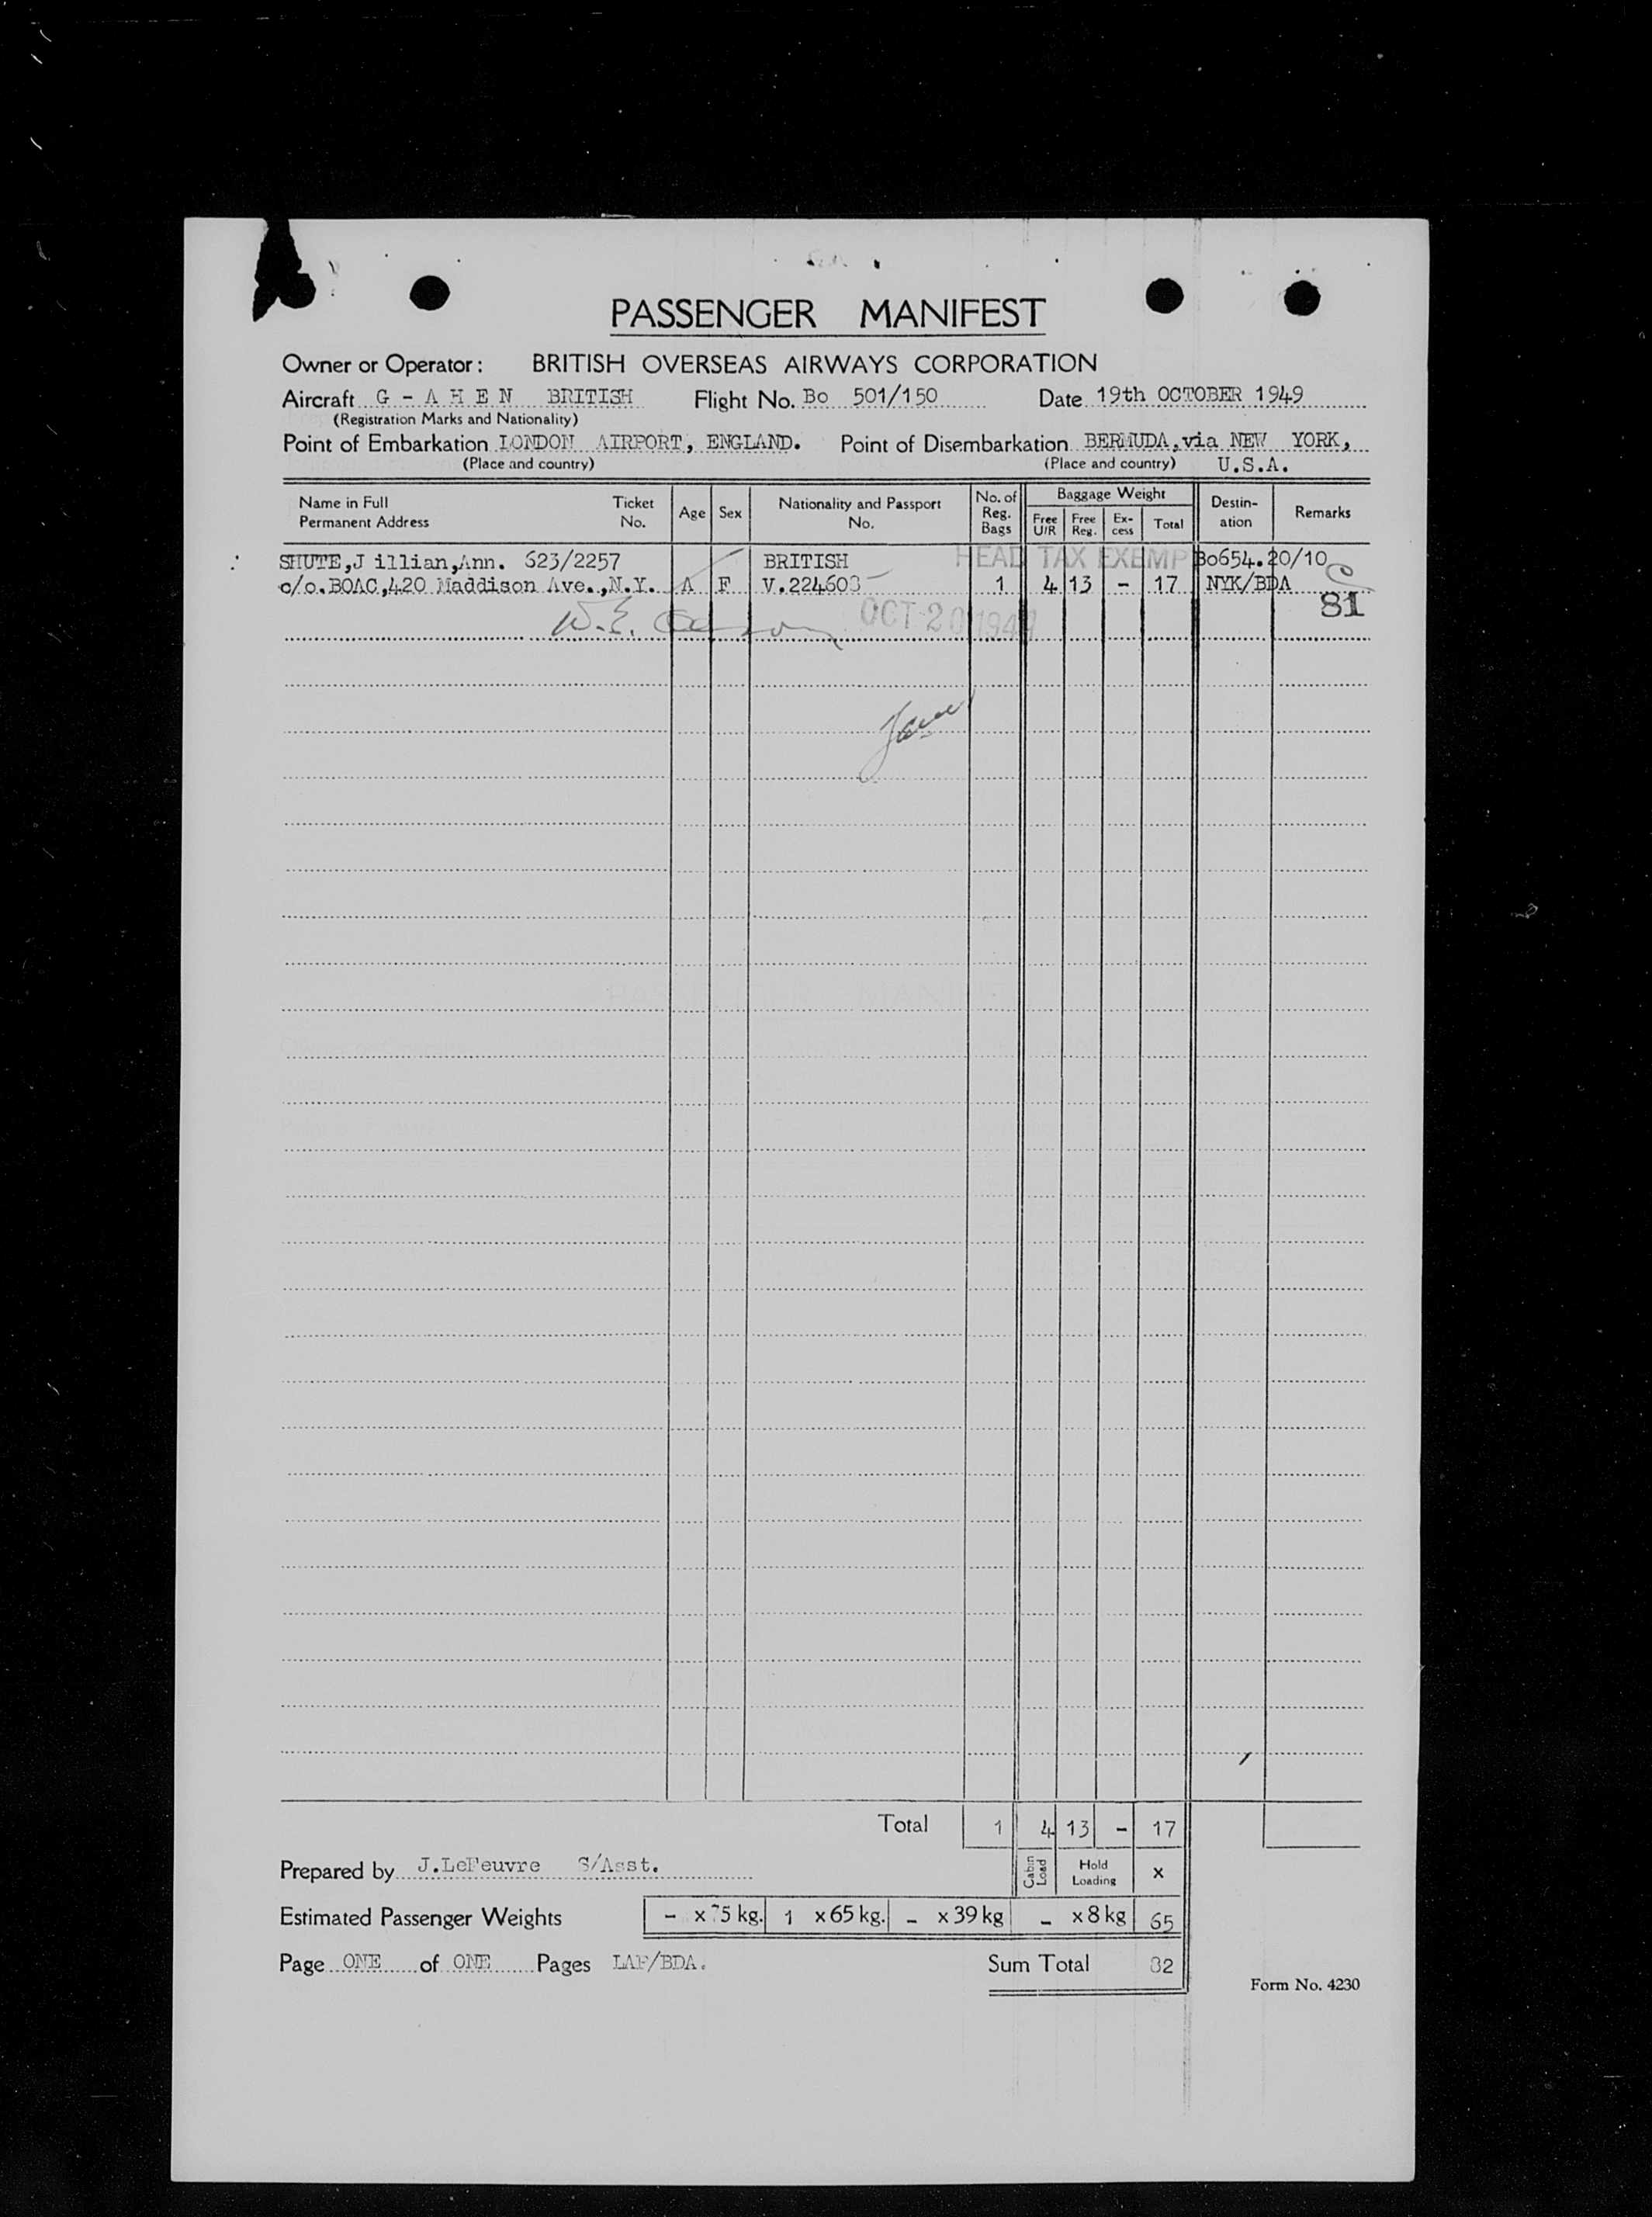 PASSENGER MANIFEST
Owner or Operator: BRITISH OVERSEAS AIRWAYS CORPORATION
Aircraft G - A H E N BRITISH Flight No. Bo 501/150 Date 19th OCTOBER 1949
(Registration Marks and Nationality)
Point of Embarkation LONDON AIRPORT, ENGLAND. Point of Disembarkation BERMUDA, via NEW YORK,
(Place and country) (Place and country) U.S.A.
Name in Full Permanent Address Ticket No. Age Sex Nationality and Passport No. No. of Reg. Bags Baggage Weight Free U/R Free Reg. Ex-cess Total Destin-ation Remarks
SHUTE,J illian,Ann. 623/2257 BRITISH HEAD TAX EXEMP Bo654.20/10
c/o.BOAC,420 Maddison Ave.,N.Y. A F V.224603 1 4 13 - 17 NYK/BDA
81
W.E. OCT 20 1949
Total 1 4 13 - 17
Prepared by J.LeFeuvre S/Asst. Cabin Load Hold Loading x
Estimated Passenger Weights - x 75 kg. 1 x 65 kg. - x 39 kg - x 8 kg 65
Page ONE of ONE Pages LAP/BDA. Sum Total 82
Form No. 4230